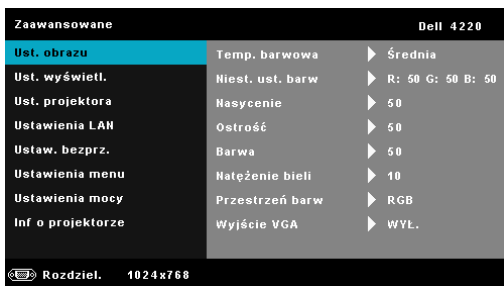 Zaawansowane Dell 4220
Ust. obrazu Temp. barwowa Średnia
Ust. wyświetl. Niest. ust. barw R: 50 G: 50 B: 50
Ust. projektora Nasycenie 50
Ustawienia LAN Ostrość 50
Ustaw. bezprz. Barwa 50
Ustawienia menu Natężenie bieli 10
Ustawienia mocy Przestrzeń barw RGB
Inf o projektorze Wyjście VGA WYŁ.
Rozdziel. 1024x768